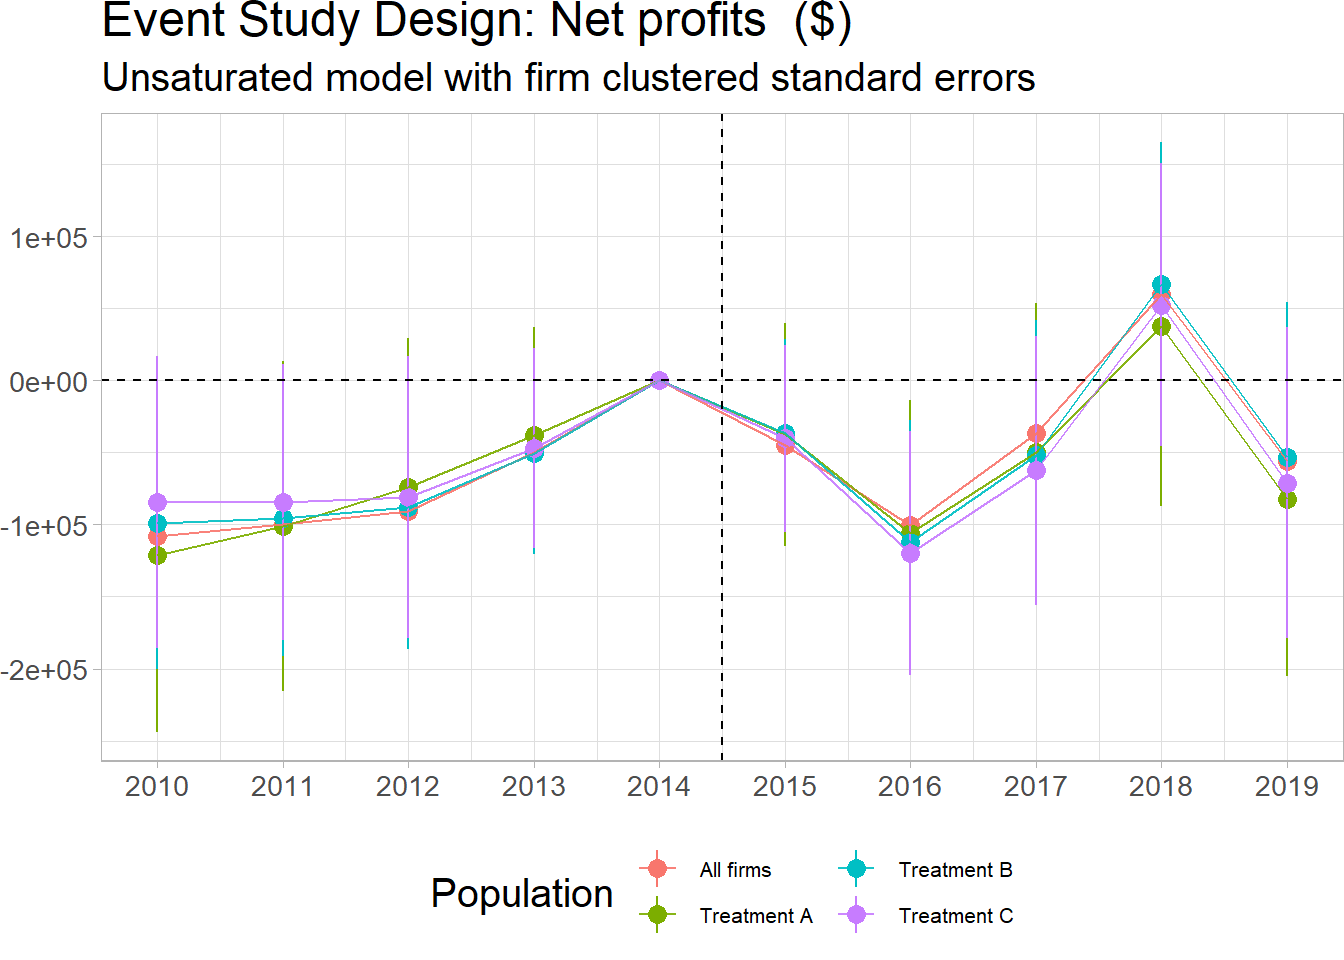 Event Study Design: Net profits  ($)
Unsaturated model with firm clustered standard errors
1e+05
0e+00
-1e+05
-2e+05
2010 2011 2012 2013 2014 2015 2016 2017 2018 2019
Population
All firms
Treatment A
Treatment B
Treatment C